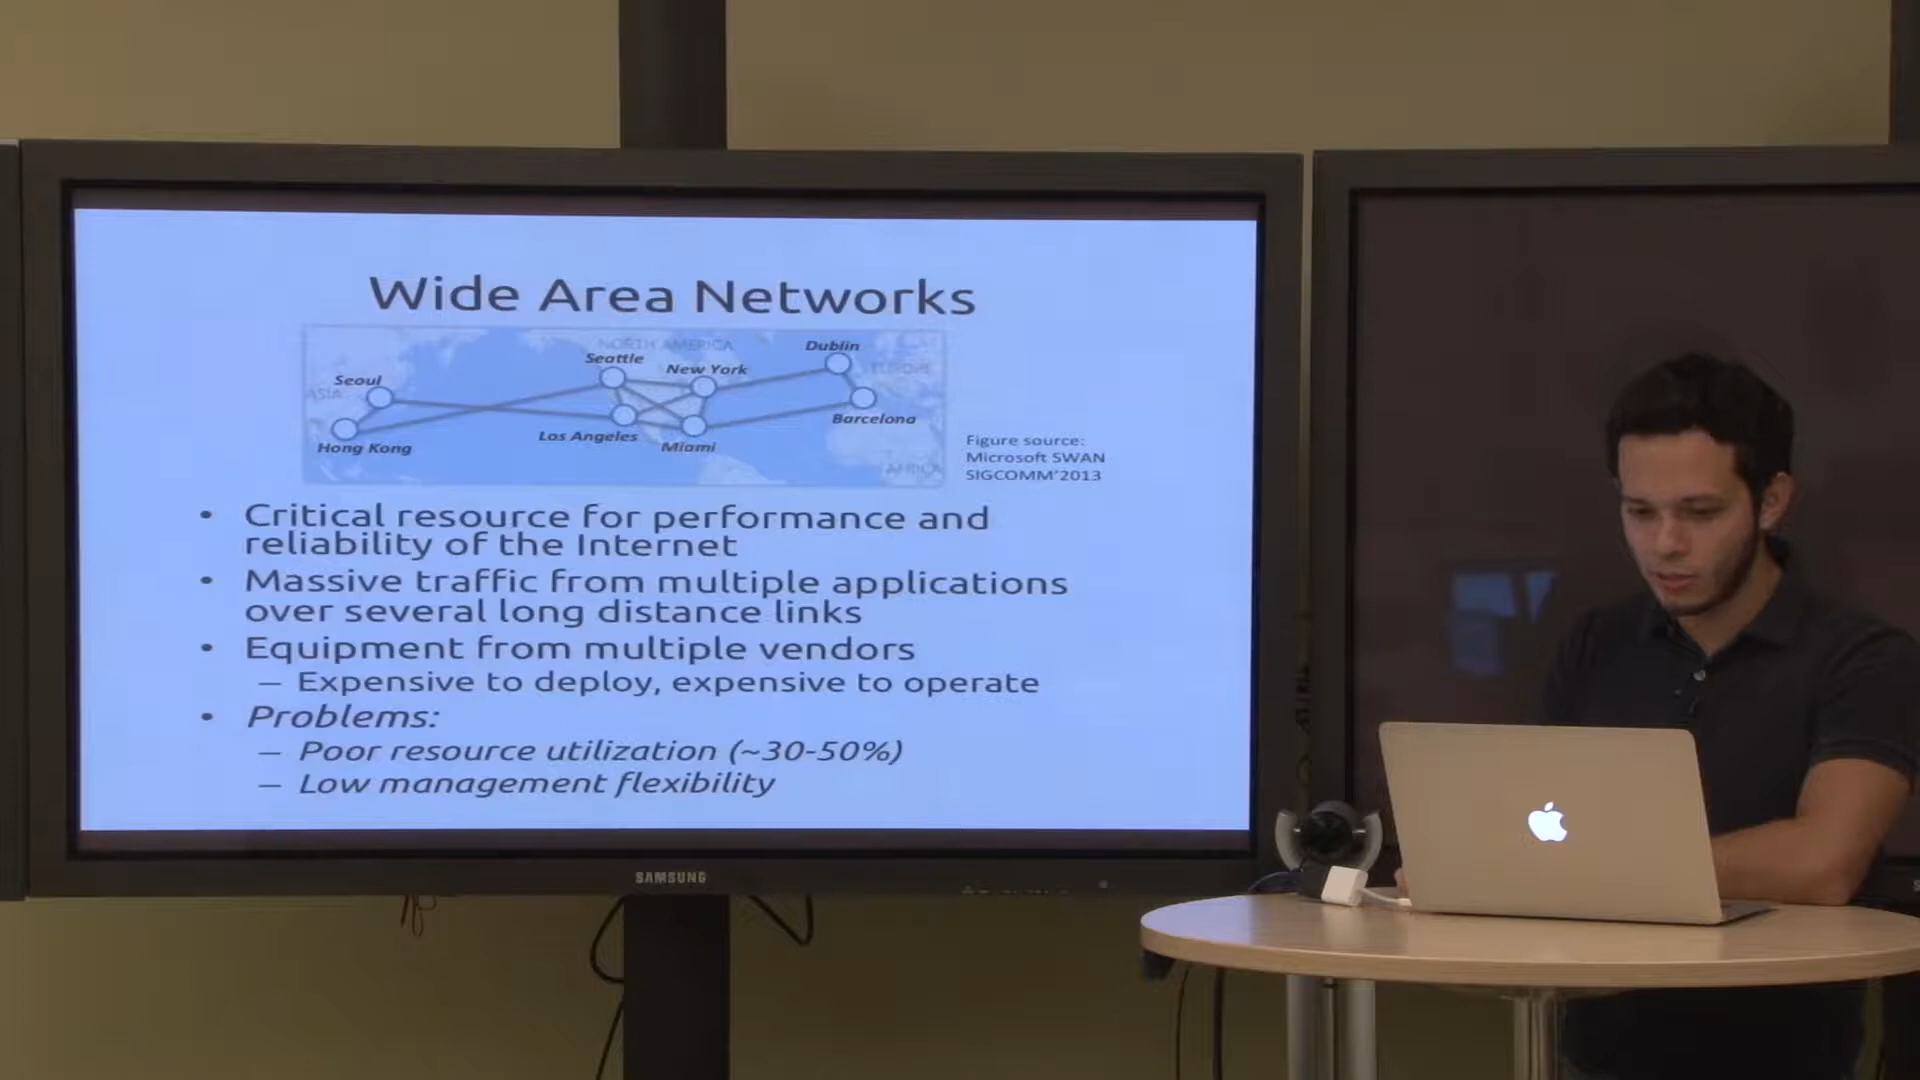 Wide Area Networks
NORTH AMERICA
Seattle
Dublin
New York
EUROPE
Seoul
ASIA
Barcelona
Los Angeles
Miami
Hong Kong
AFRICA
Figure source:
Microsoft SWAN
SIGCOMM'2013
• Critical resource for performance and
reliability of the Internet
• Massive traffic from multiple applications
over several long distance links
• Equipment from multiple vendors
– Expensive to deploy, expensive to operate
• Problems:
– Poor resource utilization (~30-50%)
– Low management flexibility
SAMSUNG